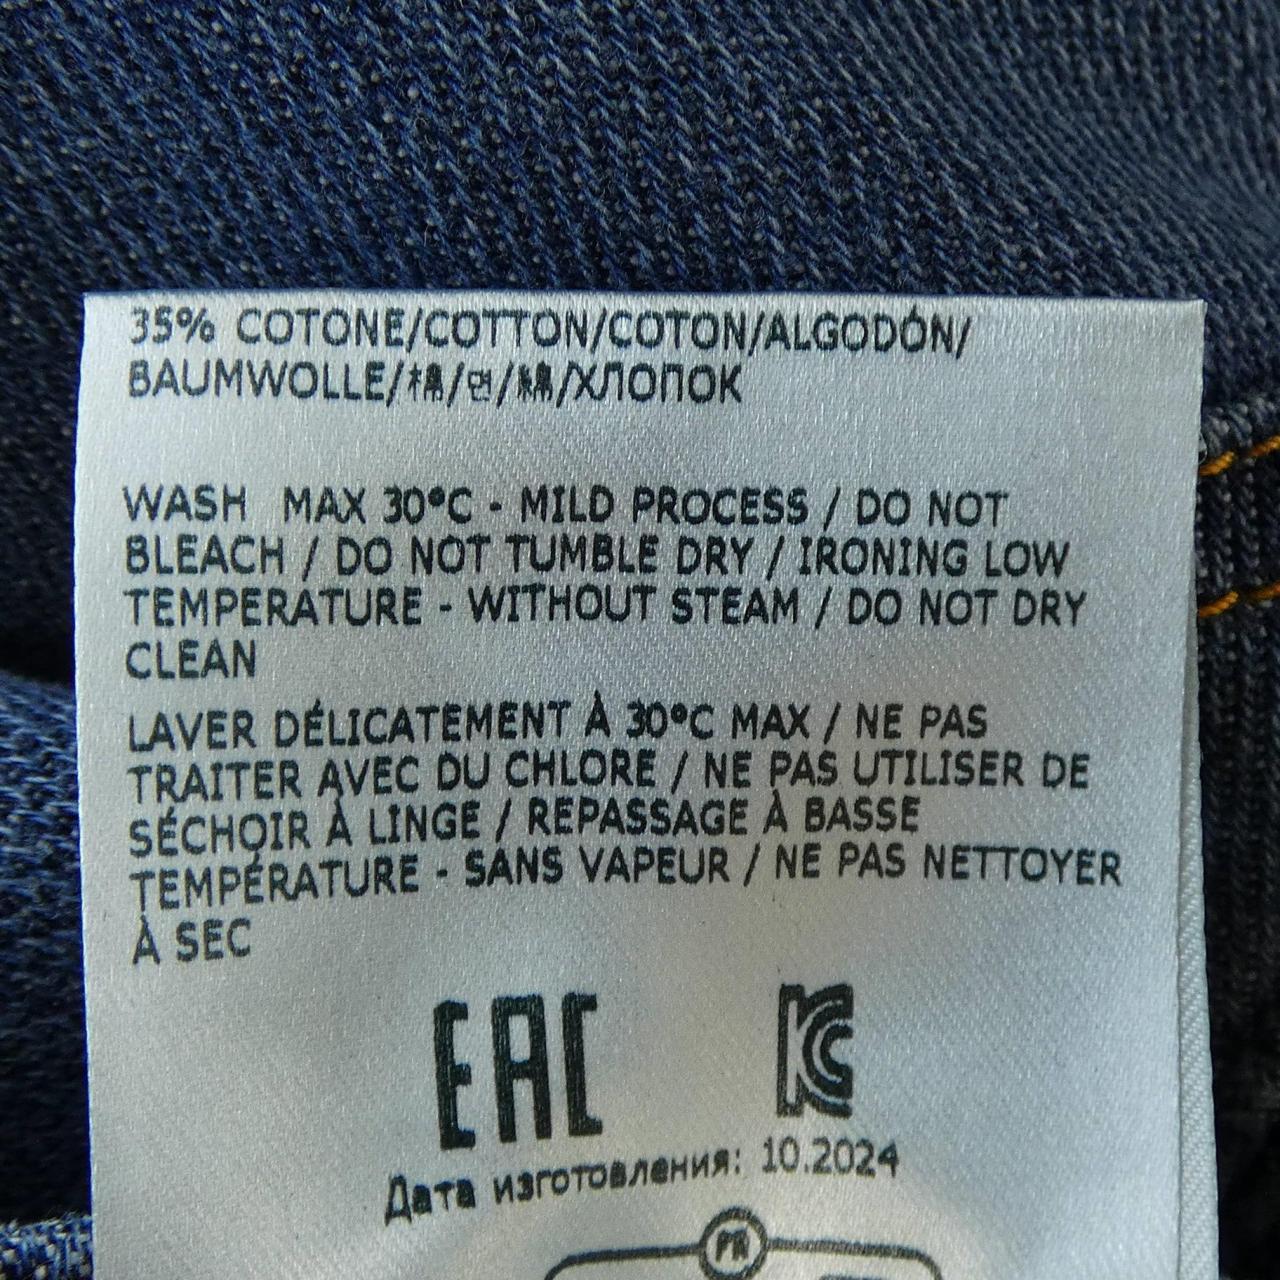 35% COTONE/COTTON/COTON/ALGODÓN/
BAUMWOLLE/棉/면/綿/ХЛОПОК
WASH MAX 30°C - MILD PROCESS / DO NOT
BLEACH / DO NOT TUMBLE DRY / IRONING LOW
TEMPERATURE - WITHOUT STEAM / DO NOT DRY
CLEAN
LAVER DÉLICATEMENT À 30°C MAX / NE PAS
TRAITER AVEC DU CHLORE / NE PAS UTILISER DE
SÉCHOIR À LINGE / REPASSAGE À BASSE
TEMPÉRATURE - SANS VAPEUR / NE PAS NETTOYER
À SEC
EAC KC
Дата изготовления: 10.2024
FR